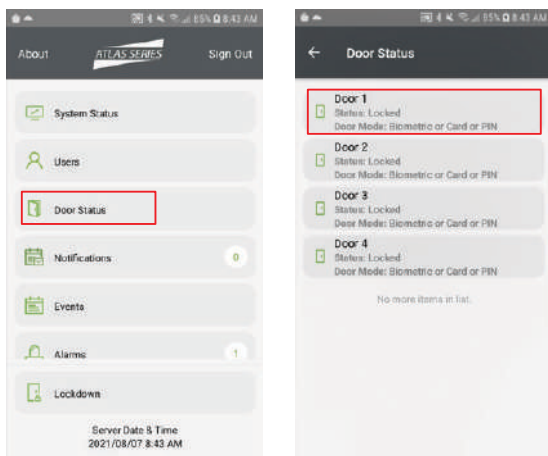 85% 8:43 AM
About ATLAS SERIES Sign Out
System Status
Users
Door Status
Notifications 0
Events
Alarms 1
Lockdown
Server Date & Time
2021/08/07 8:43 AM
85% 8:43 AM
Door Status
Door 1
Status: Locked
Door Mode: Biometric or Card or PIN
Door 2
Status: Locked
Door Mode: Biometric or Card or PIN
Door 3
Status: Locked
Door Mode: Biometric or Card or PIN
Door 4
Status: Locked
Door Mode: Biometric or Card or PIN
No more items in list.